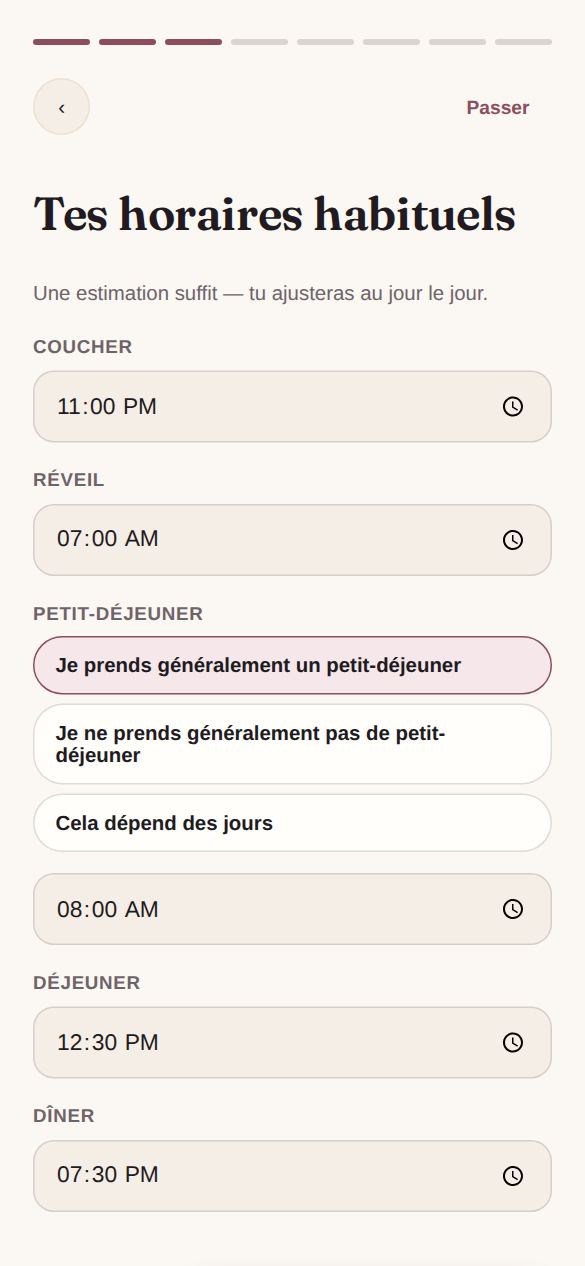 ‹
Passer
Tes horaires habituels
Une estimation suffit — tu ajusteras au jour le jour.
COUCHER
11:00 PM
RÉVEIL
07:00 AM
PETIT-DÉJEUNER
Je prends généralement un petit-déjeuner
Je ne prends généralement pas de petit-
déjeuner
Cela dépend des jours
08:00 AM
DÉJEUNER
12:30 PM
DÎNER
07:30 PM